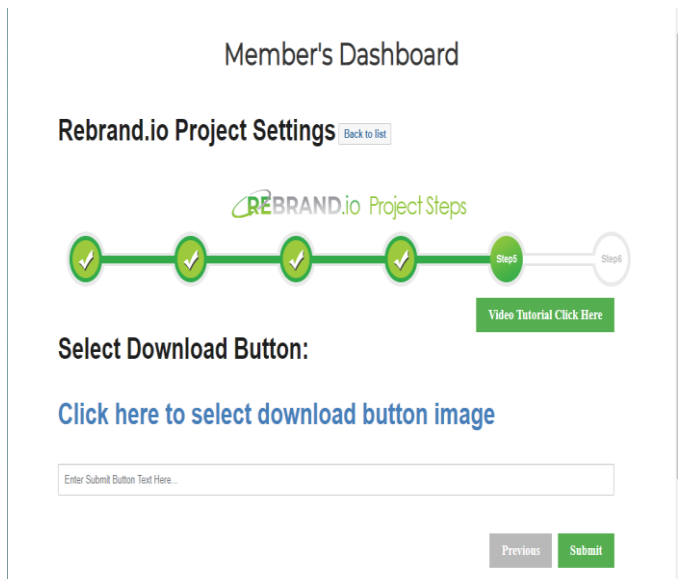 Member's Dashboard
Rebrand.io Project Settings Back to list
REBRAND.io Project Steps
Step5 Step6
Video Tutorial Click Here
Select Download Button:
Click here to select download button image
Enter Submit Button Text Here...
Previous Submit